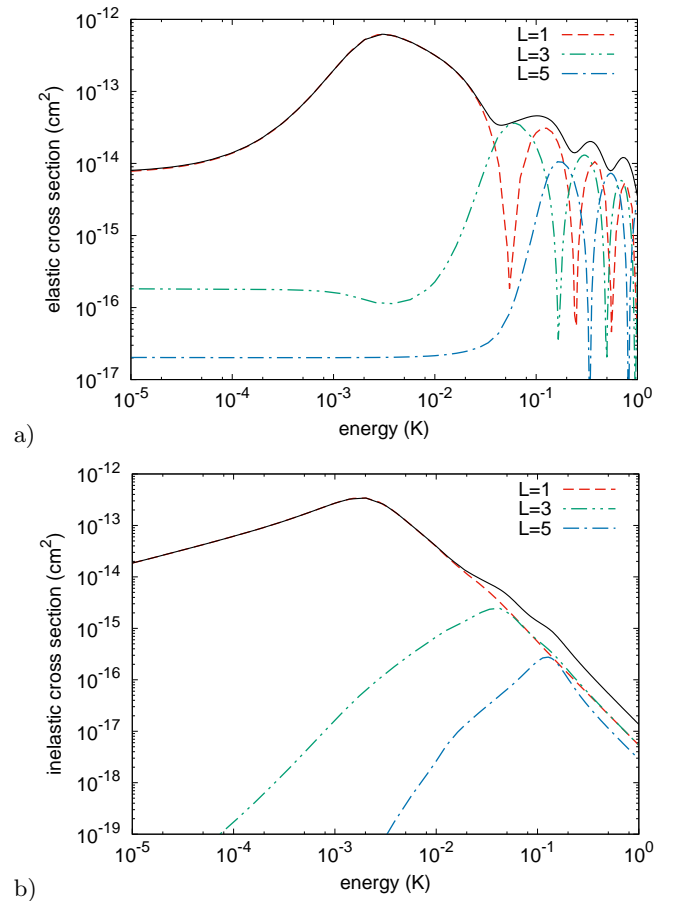 10^-12
10^-13
10^-14
10^-15
10^-16
10^-17
elastic cross section (cm^2)
L=1
L=3
L=5
10^-5 10^-4 10^-3 10^-2 10^-1 10^0
energy (K)
a)
10^-12
10^-13
10^-14
10^-15
10^-16
10^-17
10^-18
10^-19
inelastic cross section (cm^2)
L=1
L=3
L=5
10^-5 10^-4 10^-3 10^-2 10^-1 10^0
energy (K)
b)